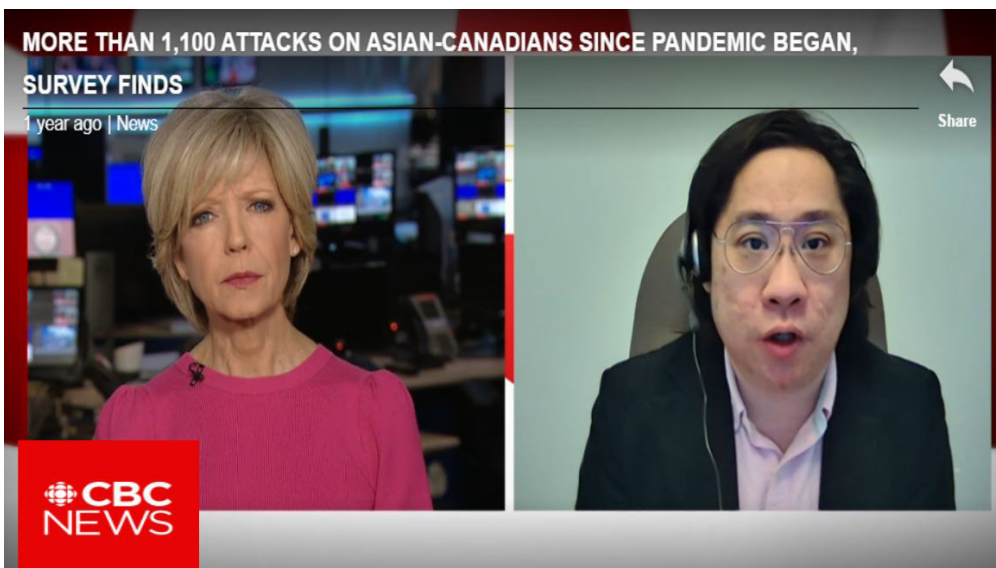 MORE THAN 1,100 ATTACKS ON ASIAN-CANADIANS SINCE PANDEMIC BEGAN,
SURVEY FINDS
1 year ago | News
Share
CBC
NEWS